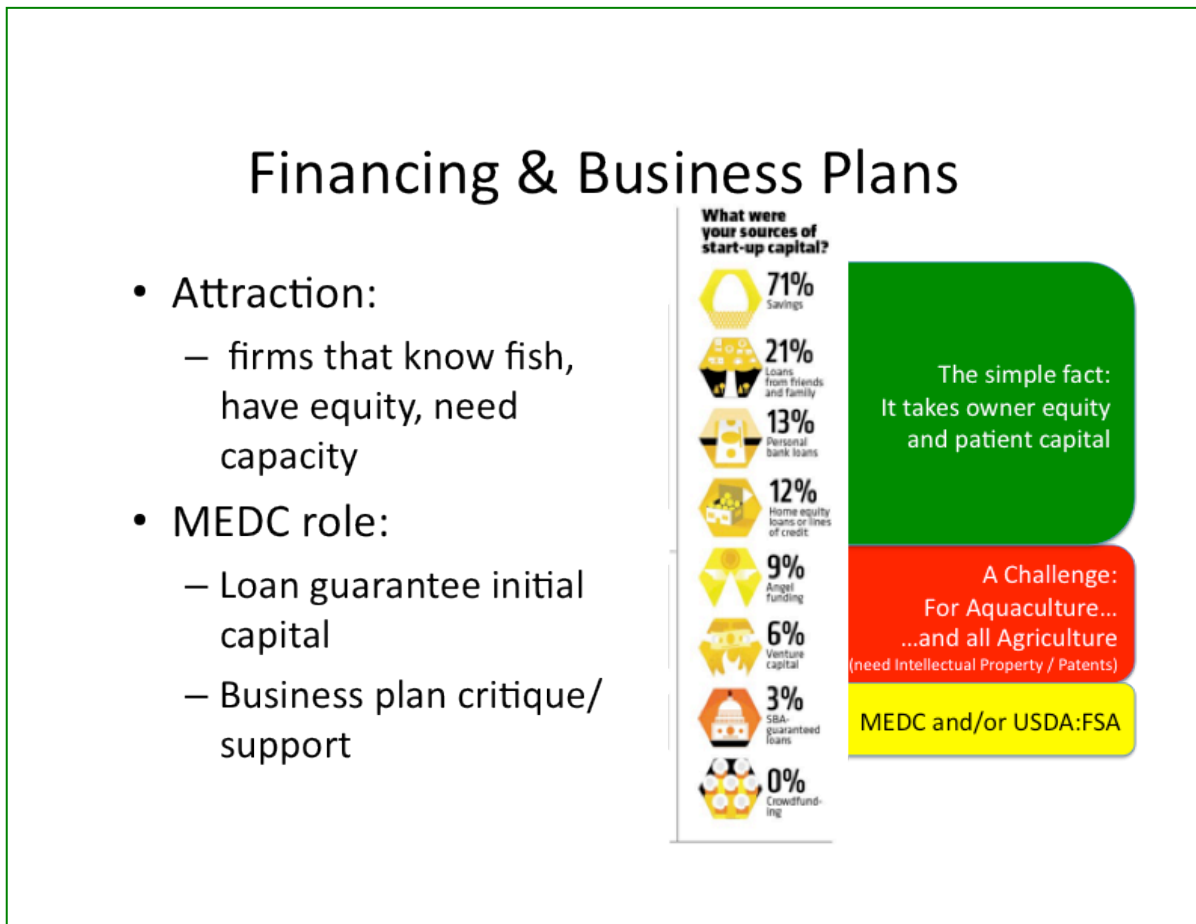 Financing & Business Plans
• Attraction:
– firms that know fish,
have equity, need
capacity
• MEDC role:
– Loan guarantee initial
capital
– Business plan critique/
support
What were
your sources of
start-up capital?
71%
Savings
21%
Loans
from friends
and family
13%
Personal
bank loans
12%
Home equity
loans or lines
of credit
9%
Angel
funding
6%
Venture
capital
3%
SBA-
guaranteed
loans
0%
Crowdfund-
ing
The simple fact:
It takes owner equity
and patient capital
A Challenge:
For Aquaculture...
...and all Agriculture
(need Intellectual Property / Patents)
MEDC and/or USDA:FSA